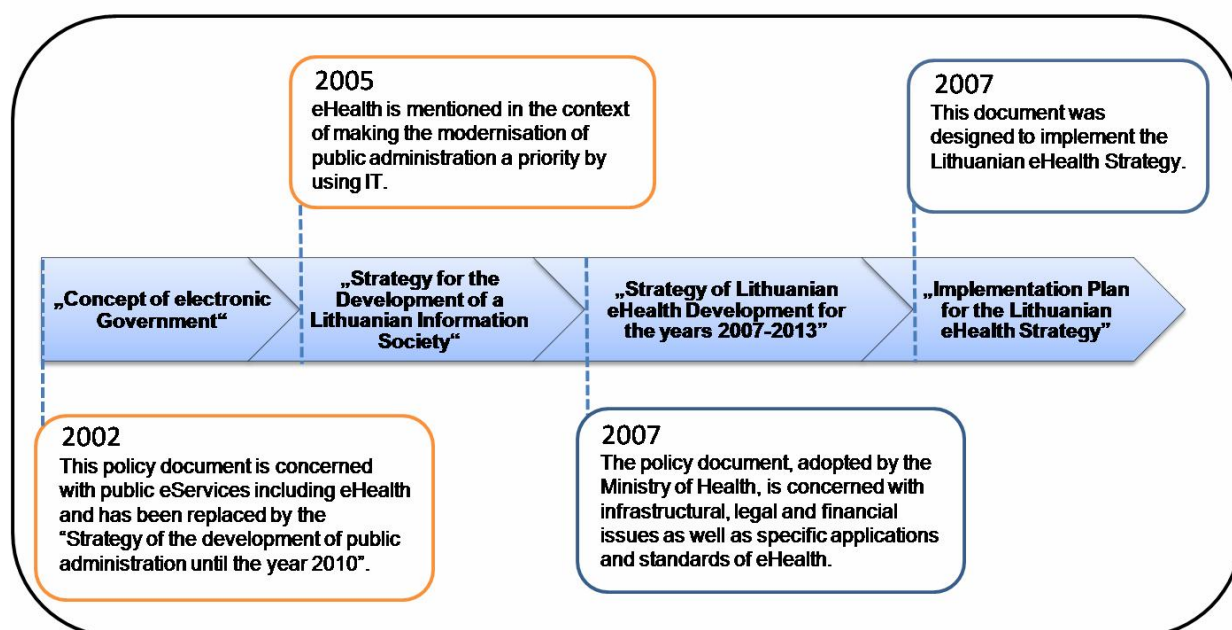 2005
eHealth is mentioned in the context
of making the modernisation of
public administration a priority by
using IT.
2007
This document was
designed to implement the
Lithuanian eHealth Strategy.
„Concept of electronic
Government“
„Strategy for the
Development of a
Lithuanian Information
Society“
„Strategy of Lithuanian
eHealth Development for
the years 2007-2013”
„Implementation Plan
for the Lithuanian
eHealth Strategy”
2002
This policy document is concerned
with public eServices including eHealth
and has been replaced by the
“Strategy of the development of public
administration until the year 2010”.
2007
The policy document, adopted by the
Ministry of Health, is concerned with
infrastructural, legal and financial
issues as well as specific applications
and standards of eHealth.